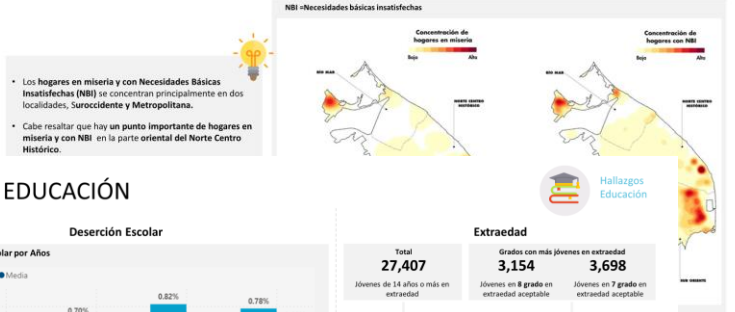 NBI =Necesidades básicas insatisfechas
Concentración de
hogares en miseria
Bajo Alto
RIO MAR
NORTE CENTRO
HISTÓRICO
Concentración de
hogares con NBI
Bajo Alto
RIO MAR
NORTE CENTRO
HISTÓRICO
SUR ORIENTE
• Los hogares en miseria y con Necesidades Básicas
Insatisfechas (NBI) se concentran principalmente en dos
localidades, Suroccidente y Metropolitana.
• Cabe resaltar que hay un punto importante de hogares en
miseria y con NBI en la parte oriental del Norte Centro
Histórico.
EDUCACIÓN
Hallazgos
Educación
Deserción Escolar
olar por Años
Media
0.70%
0.82%
0.78%
Extraedad
Total
27,407
Jóvenes de 14 años o más en
extraedad
Grados con más jóvenes en extraedad
3,154
Jóvenes en 8 grado en
extraedad aceptable
3,698
Jóvenes en 7 grado en
extraedad aceptable